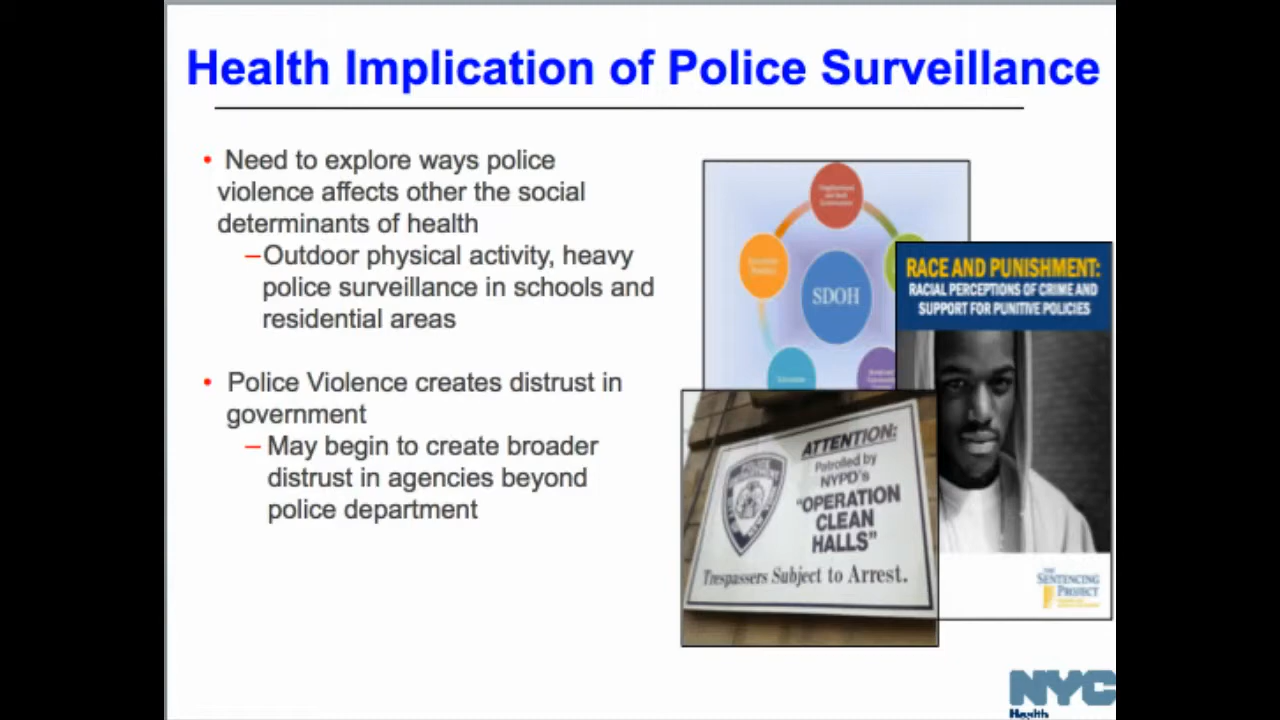 Health Implication of Police Surveillance
• Need to explore ways police
violence affects other the social
determinants of health
–Outdoor physical activity, heavy
police surveillance in schools and
residential areas
• Police Violence creates distrust in
government
– May begin to create broader
distrust in agencies beyond
police department
SDOH
RACE AND PUNISHMENT:
RACIAL PERCEPTIONS OF CRIME AND
SUPPORT FOR PUNITIVE POLICIES
THE
SENTENCING
PROJECT
ATTENTION:
Patrolled by
NYPD's
"OPERATION
CLEAN
HALLS"
Trespassers Subject to Arrest.
POLICE
NYC
Health